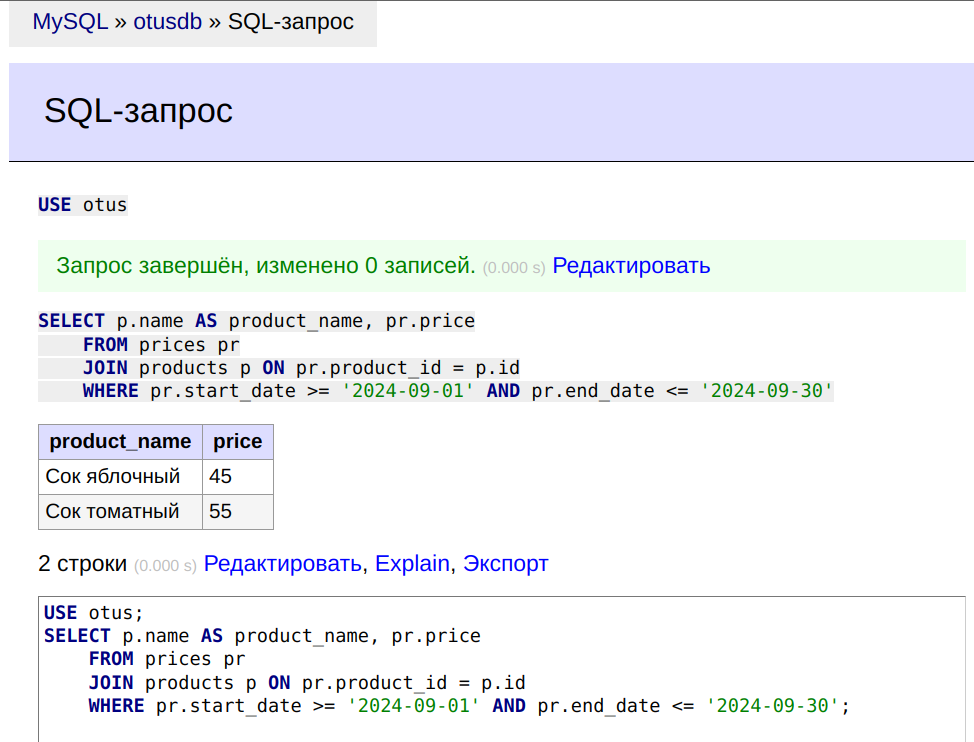 MySQL » otusdb » SQL-запрос
SQL-запрос
USE otus
Запрос завершён, изменено 0 записей. (0.000 s) Редактировать
SELECT p.name AS product_name, pr.price
    FROM prices pr
    JOIN products p ON pr.product_id = p.id
    WHERE pr.start_date >= '2024-09-01' AND pr.end_date <= '2024-09-30'
product_name price
Сок яблочный 45
Сок томатный 55
2 строки (0.000 s) Редактировать, Explain, Экспорт
USE otus;
SELECT p.name AS product_name, pr.price
    FROM prices pr
    JOIN products p ON pr.product_id = p.id
    WHERE pr.start_date >= '2024-09-01' AND pr.end_date <= '2024-09-30';